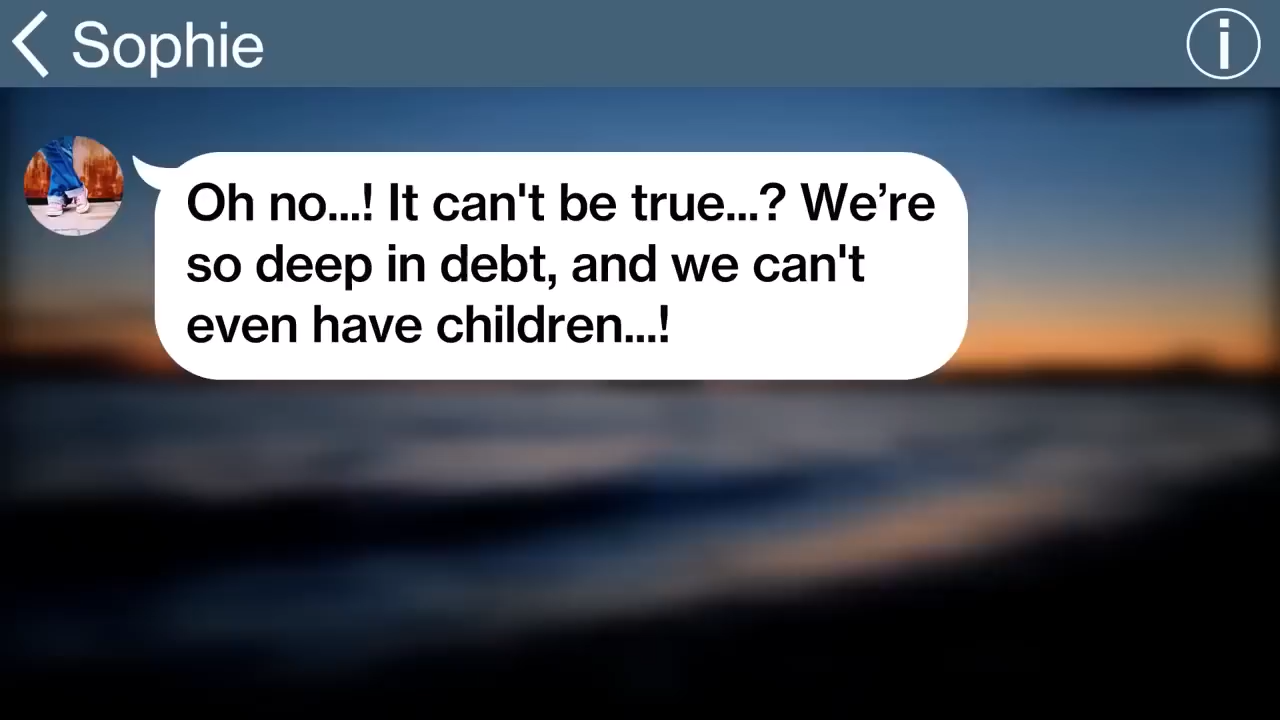 Sophie
Oh no...! It can't be true...? We’re
so deep in debt, and we can't
even have children...!